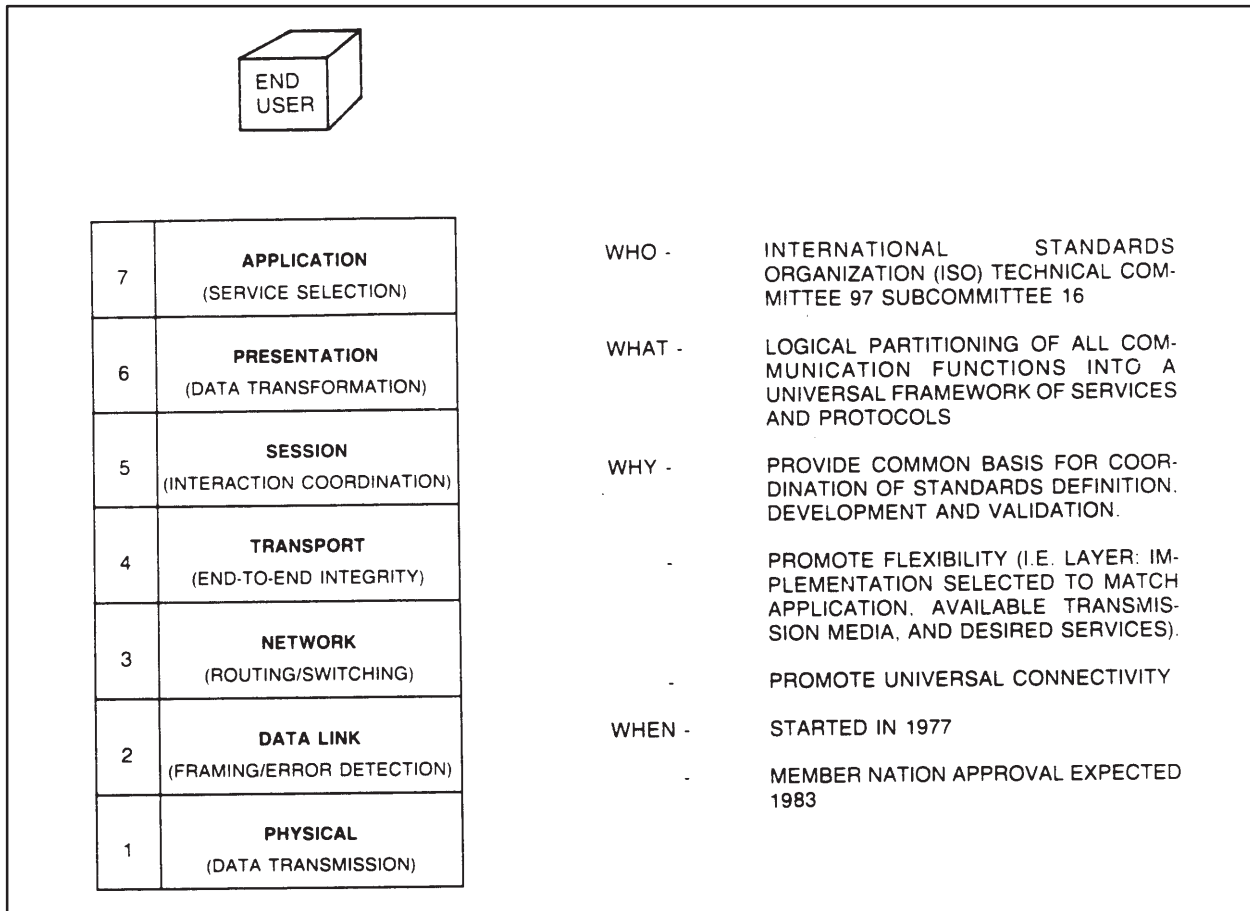 END
USER
7
APPLICATION
(SERVICE SELECTION)
6
PRESENTATION
(DATA TRANSFORMATION)
5
SESSION
(INTERACTION COORDINATION)
4
TRANSPORT
(END-TO-END INTEGRITY)
3
NETWORK
(ROUTING/SWITCHING)
2
DATA LINK
(FRAMING/ERROR DETECTION)
1
PHYSICAL
(DATA TRANSMISSION)
WHO - INTERNATIONAL STANDARDS
ORGANIZATION (ISO) TECHNICAL COM-
MITTEE 97 SUBCOMMITTEE 16
WHAT - LOGICAL PARTITIONING OF ALL COM-
MUNICATION FUNCTIONS INTO A
UNIVERSAL FRAMEWORK OF SERVICES
AND PROTOCOLS
WHY - PROVIDE COMMON BASIS FOR COOR-
DINATION OF STANDARDS DEFINITION.
DEVELOPMENT AND VALIDATION.
- PROMOTE FLEXIBILITY (I.E. LAYER: IM-
PLEMENTATION SELECTED TO MATCH
APPLICATION, AVAILABLE TRANSMIS-
SION MEDIA, AND DESIRED SERVICES).
- PROMOTE UNIVERSAL CONNECTIVITY
WHEN - STARTED IN 1977
- MEMBER NATION APPROVAL EXPECTED
1983